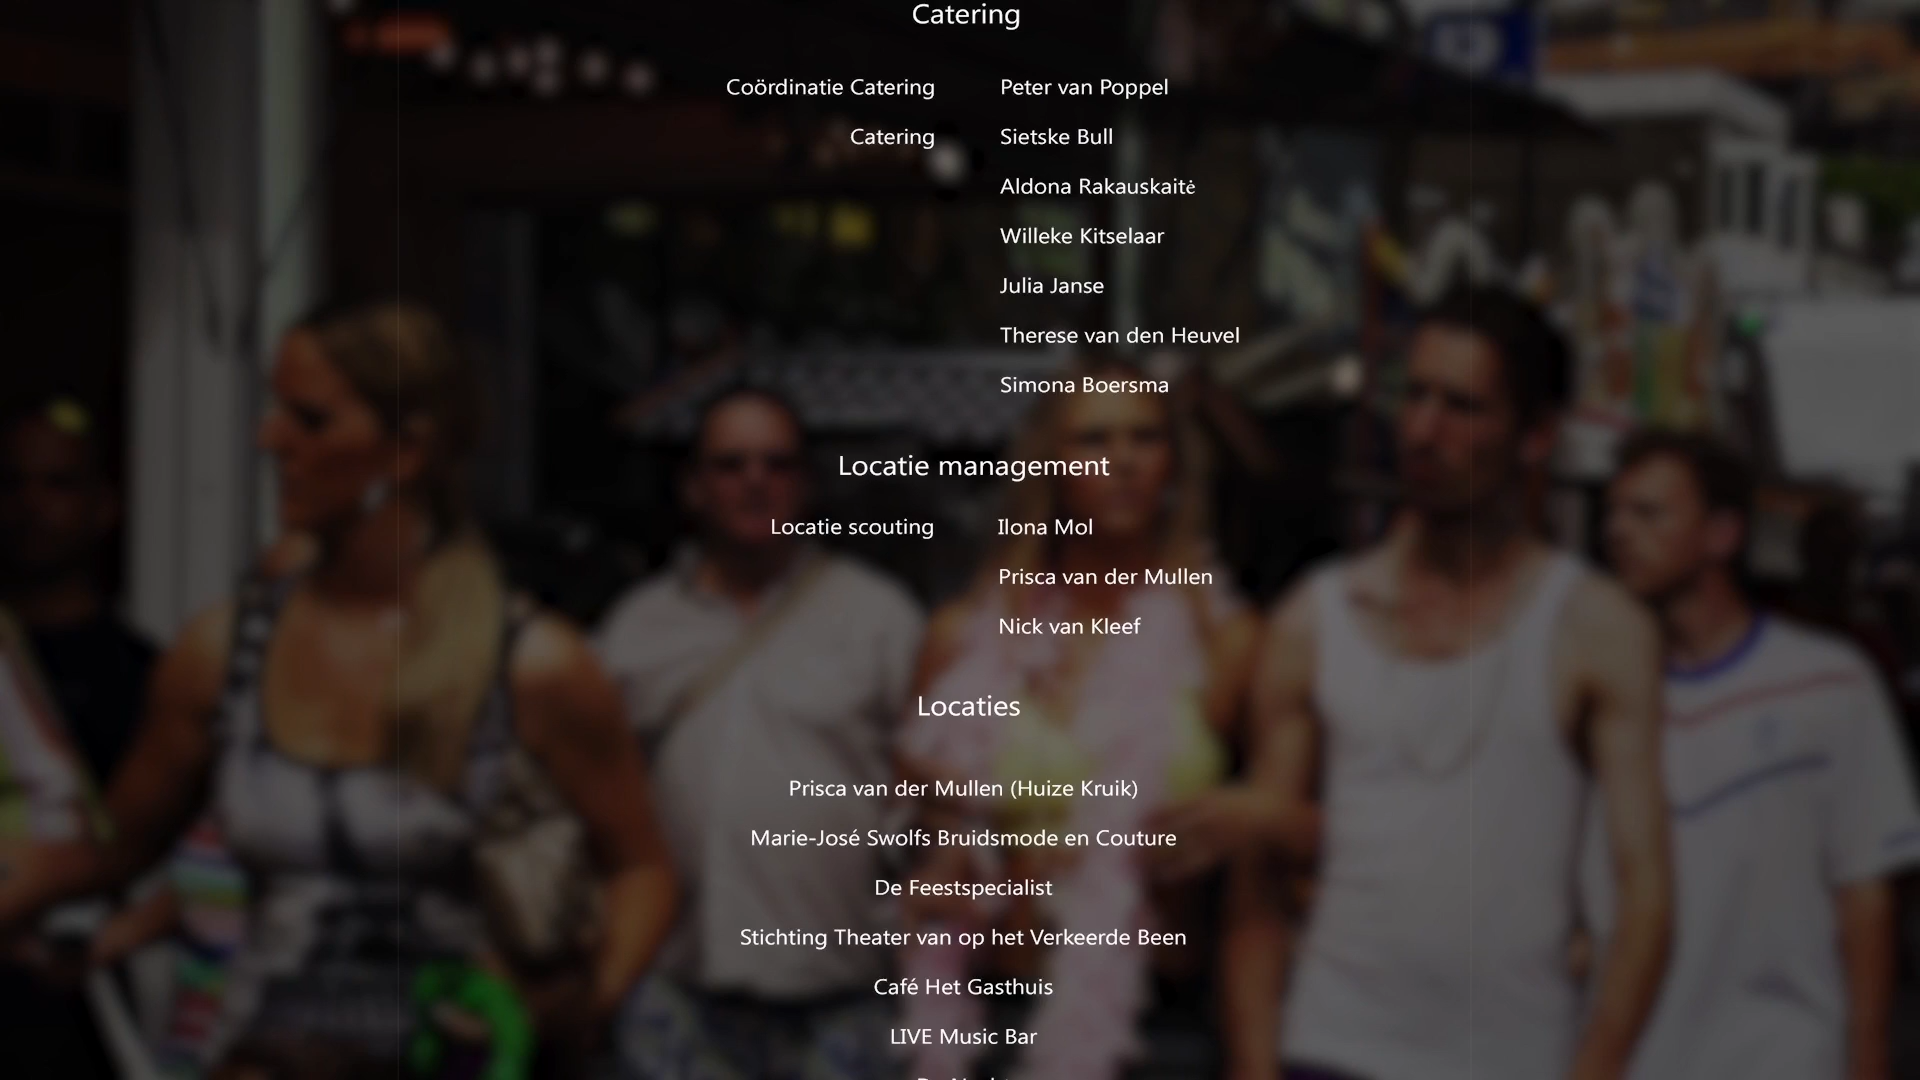 Catering
Coördinatie Catering Peter van Poppel
Catering Sietske Bull
Aldona Rakauskaitė
Willeke Kitselaar
Julia Janse
Therese van den Heuvel
Simona Boersma
Locatie management
Locatie scouting Ilona Mol
Prisca van der Mullen
Nick van Kleef
Locaties
Prisca van der Mullen (Huize Kruik)
Marie-José Swolfs Bruidsmode en Couture
De Feestspecialist
Stichting Theater van op het Verkeerde Been
Café Het Gasthuis
LIVE Music Bar